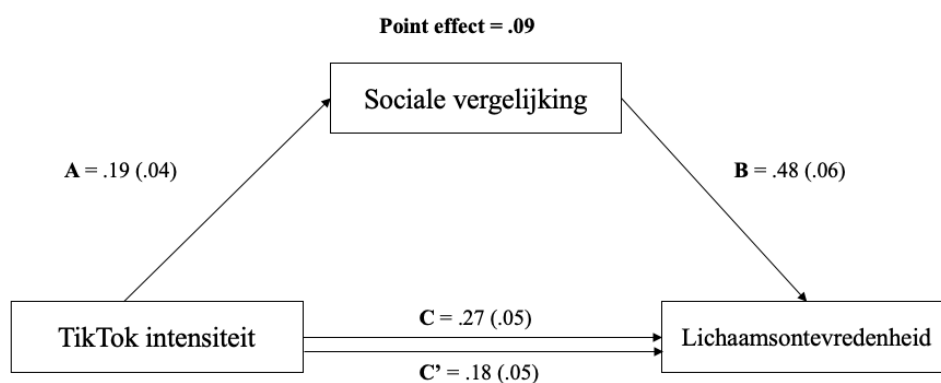 Point effect = .09
Sociale vergelijking
A = .19 (.04)
B = .48 (.06)
TikTok intensiteit
C = .27 (.05)
Lichaamsontevredenheid
C’ = .18 (.05)